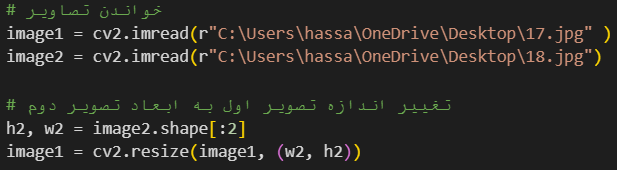 # خواندن تصاویر
image1 = cv2.imread(r"C:\Users\hassa\OneDrive\Desktop\17.jpg" )
image2 = cv2.imread(r"C:\Users\hassa\OneDrive\Desktop\18.jpg")
# تغییر اندازه تصویر اول به ابعاد تصویر دوم
h2, w2 = image2.shape[:2]
image1 = cv2.resize(image1, (w2, h2))